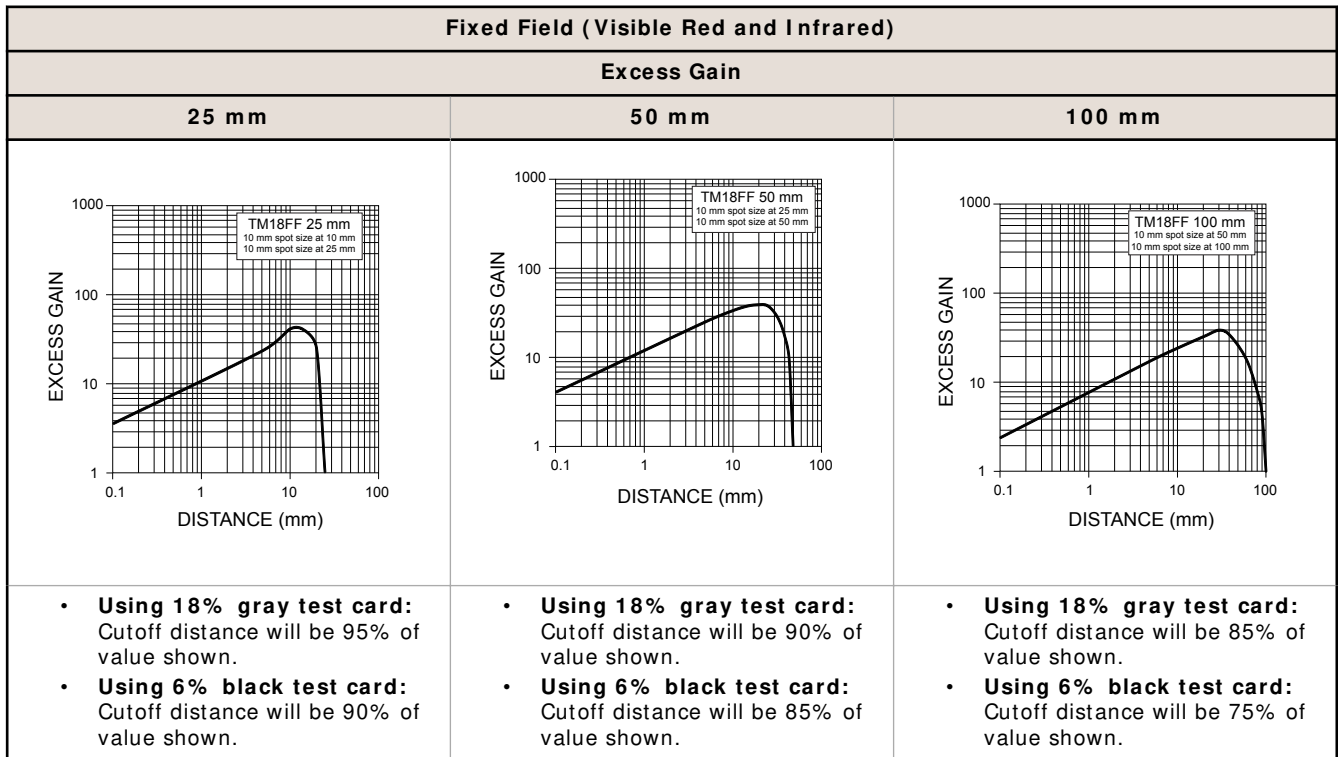 Fixed Field (Visible Red and Infrared)
Excess Gain
25 mm
50 mm
100 mm
1000
100
10
1
0.1
1
10
100
EXCESS GAIN
DISTANCE (mm)
TM18FF 25 mm
10 mm spot size at 10 mm
10 mm spot size at 25 mm
1000
100
10
1
0.1
1
10
100
EXCESS GAIN
DISTANCE (mm)
TM18FF 50 mm
10 mm spot size at 25 mm
10 mm spot size at 50 mm
1000
100
10
1
0.1
1
10
100
EXCESS GAIN
DISTANCE (mm)
TM18FF 100 mm
10 mm spot size at 50 mm
10 mm spot size at 100 mm
• Using 18% gray test card:
Cutoff distance will be 95% of
value shown.
• Using 6% black test card:
Cutoff distance will be 90% of
value shown.
• Using 18% gray test card:
Cutoff distance will be 90% of
value shown.
• Using 6% black test card:
Cutoff distance will be 85% of
value shown.
• Using 18% gray test card:
Cutoff distance will be 85% of
value shown.
• Using 6% black test card:
Cutoff distance will be 75% of
value shown.